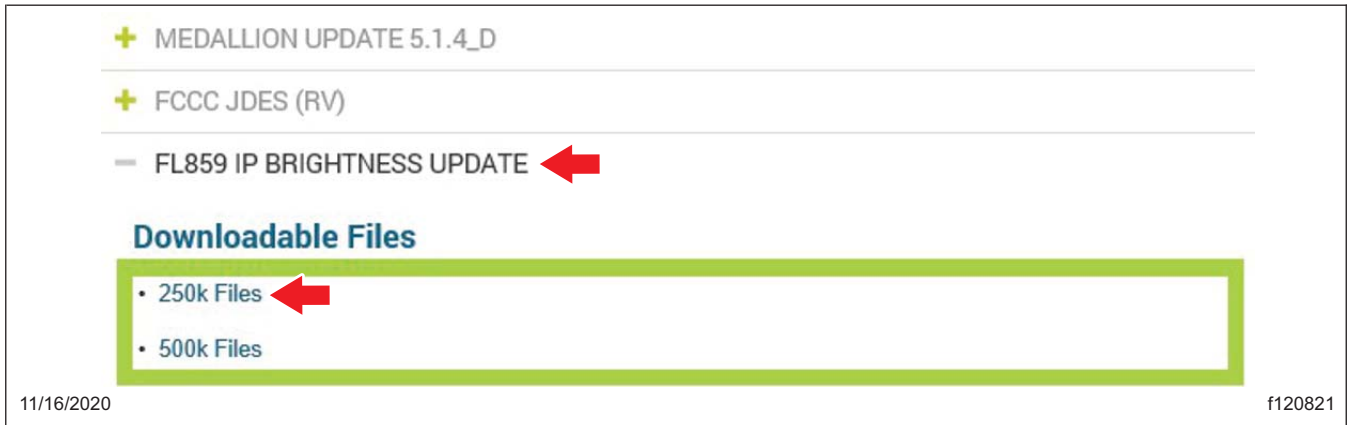 MEDALLION UPDATE 5.1.4_D
FCCC JDES (RV)
FL859 IP BRIGHTNESS UPDATE
Downloadable Files
• 250k Files
• 500k Files
11/16/2020
f120821